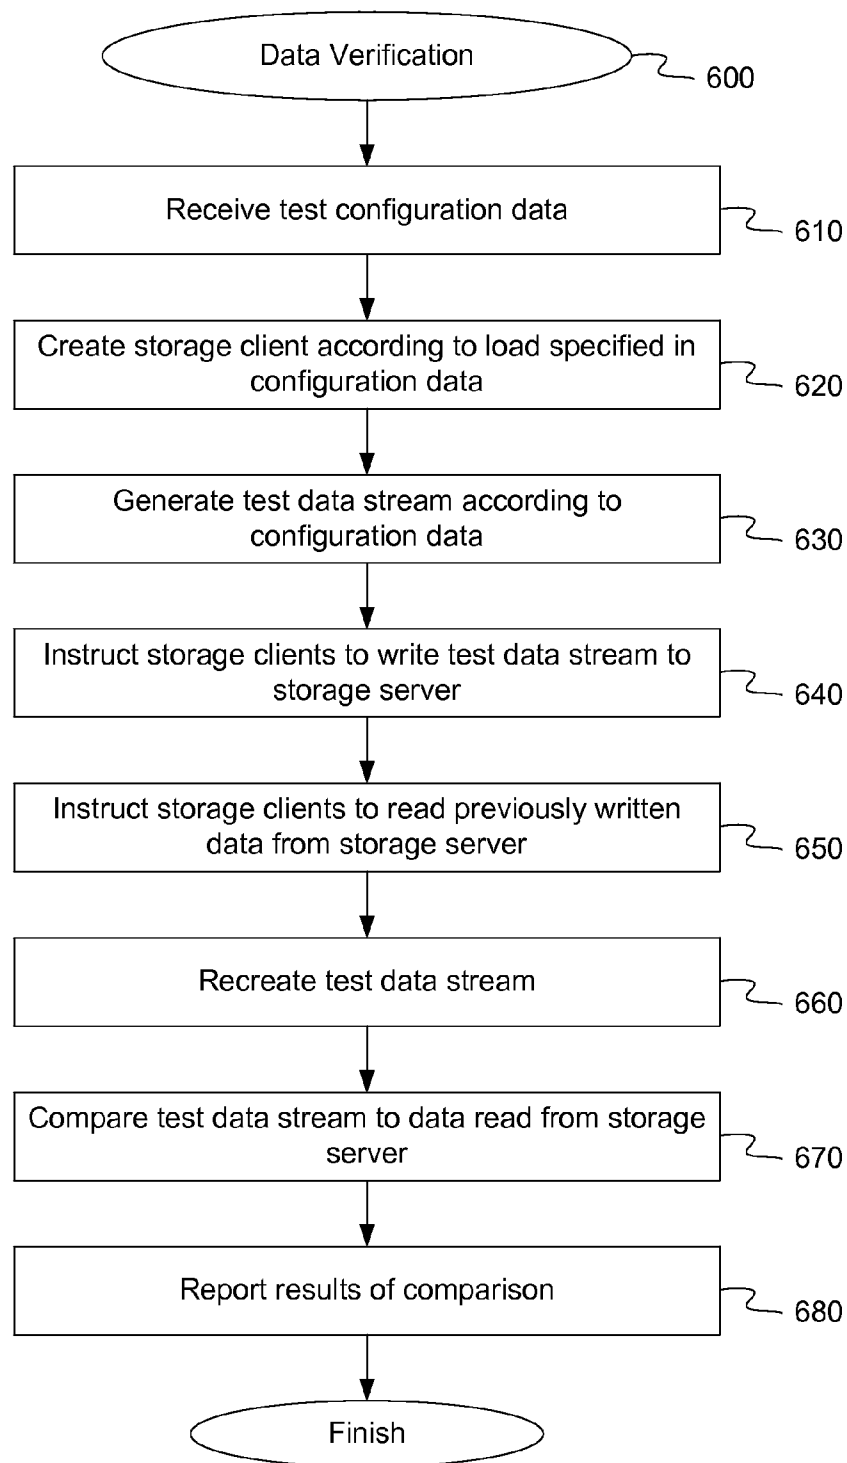 Data Verification
600
Receive test configuration data
610
Create storage client according to load specified in
configuration data
620
Generate test data stream according to
configuration data
630
Instruct storage clients to write test data stream to
storage server
640
Instruct storage clients to read previously written
data from storage server
650
Recreate test data stream
660
Compare test data stream to data read from storage
server
670
Report results of comparison
680
Finish